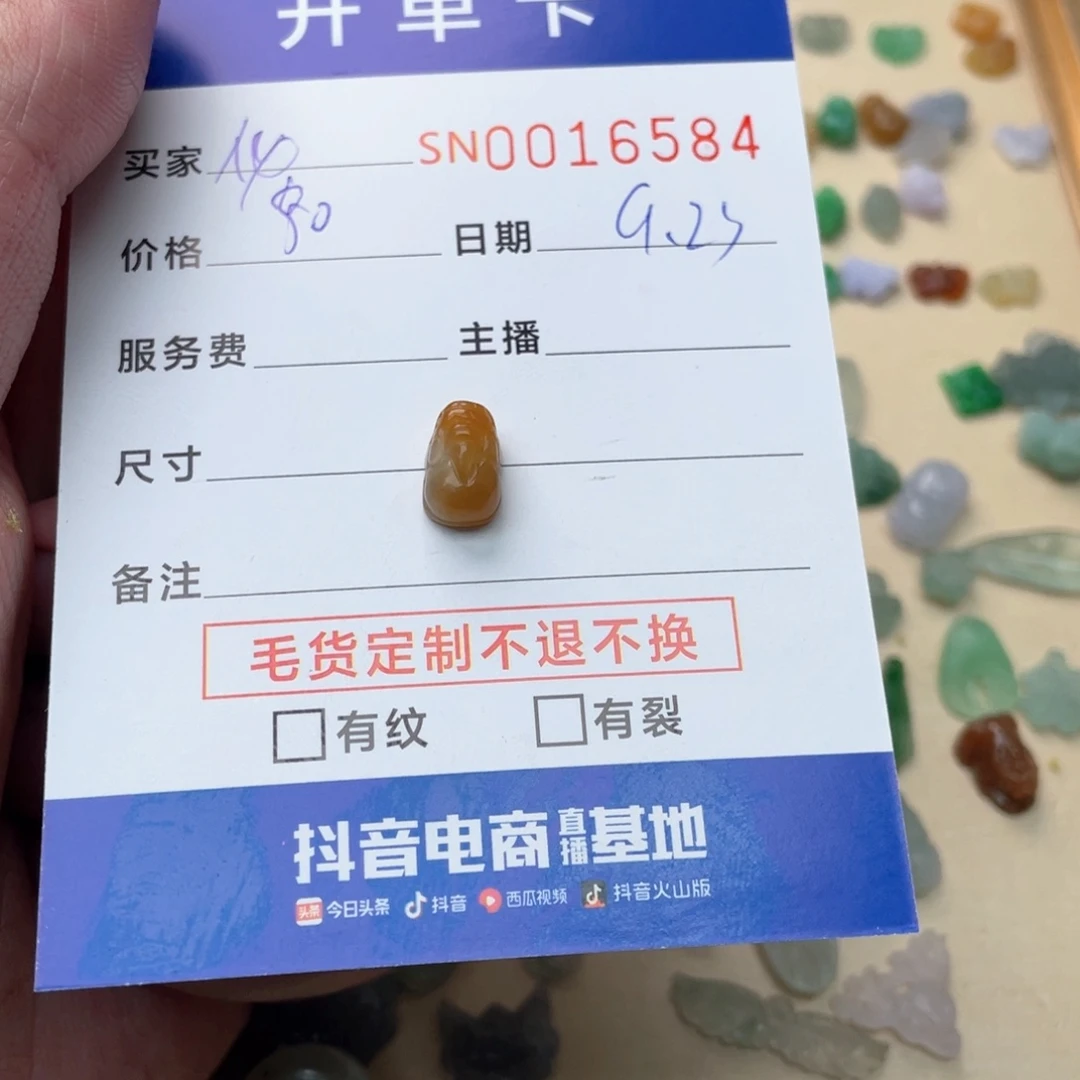 开单卡
买家 SN0016584
价格 日期 9.23
服务费 主播
尺寸
备注
毛货定制不退不换
有纹 有裂
抖音电商直播基地
头条 今日头条 抖音 西瓜视频 抖音火山版